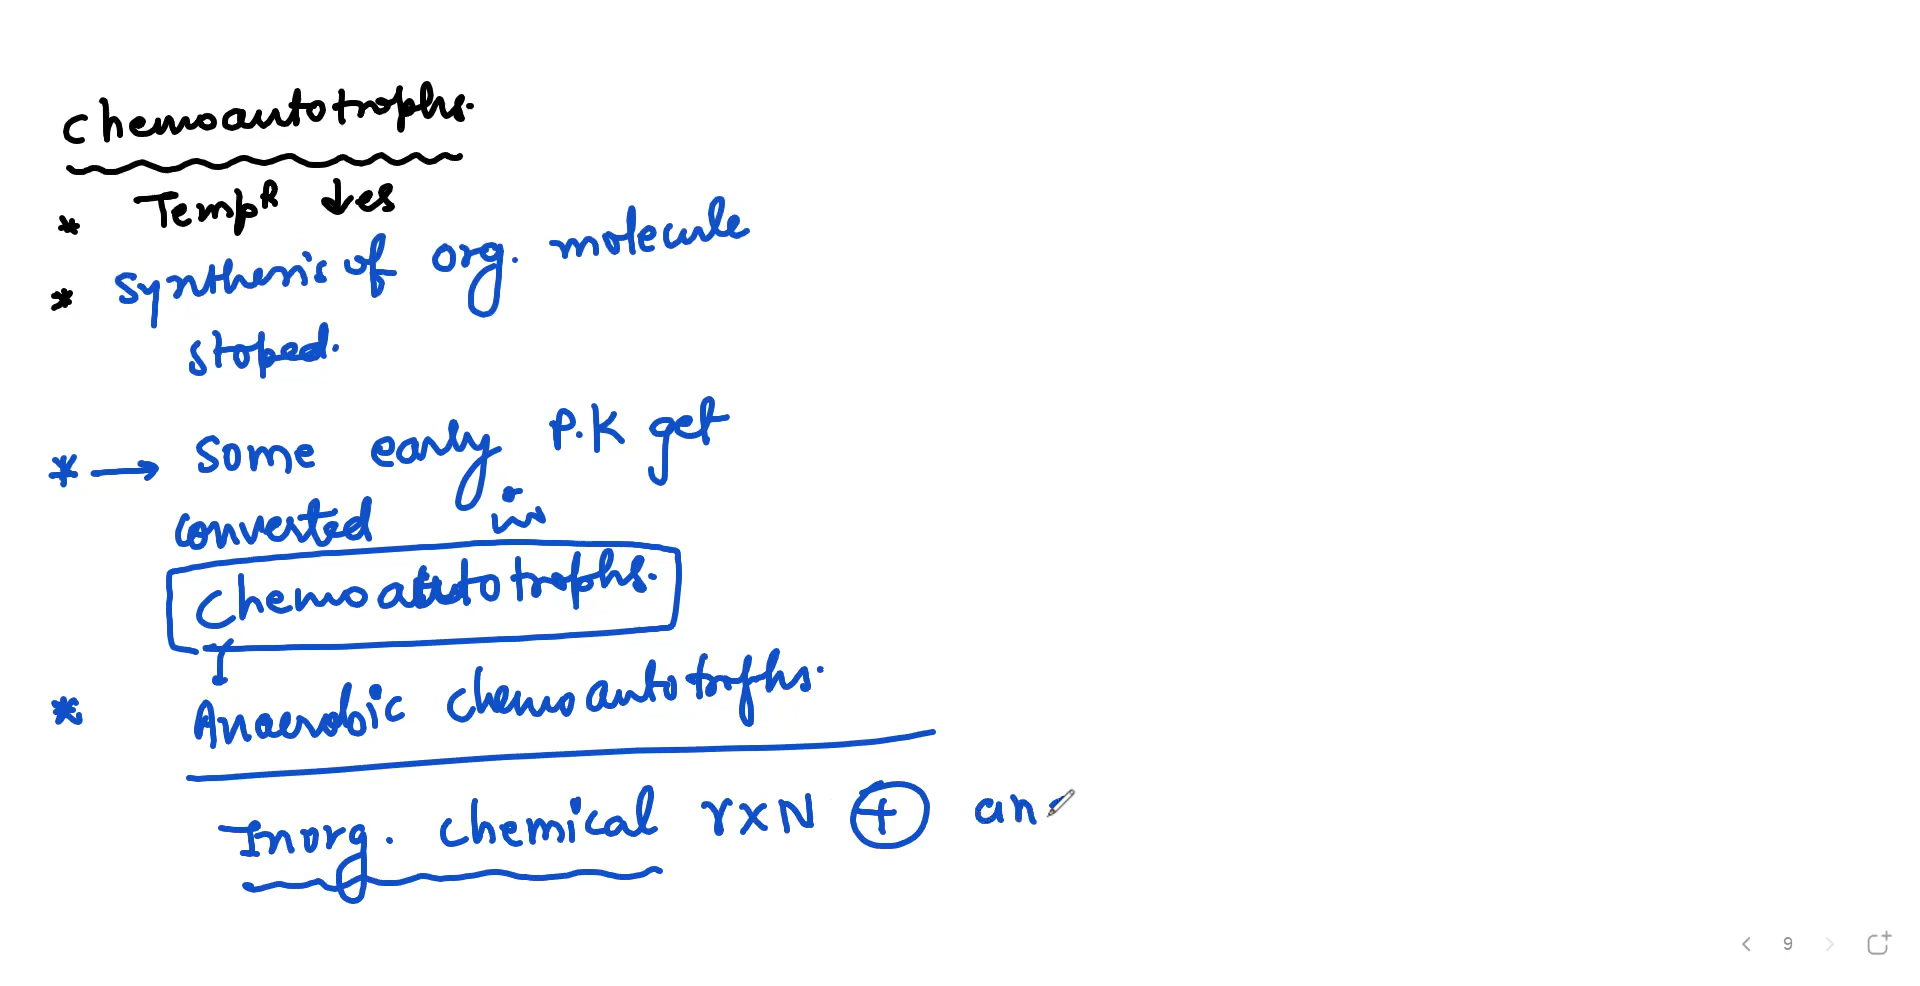 Chemoautotrophs.
* Tempᴿ ↓es
* Synthesis of org. molecule
stoped.
* → Some early P.K get
converted in
Chemoautotrophs.
* Anaerobic chemoautotrophs.
Inorg. chemical rxN ⊕ an
9